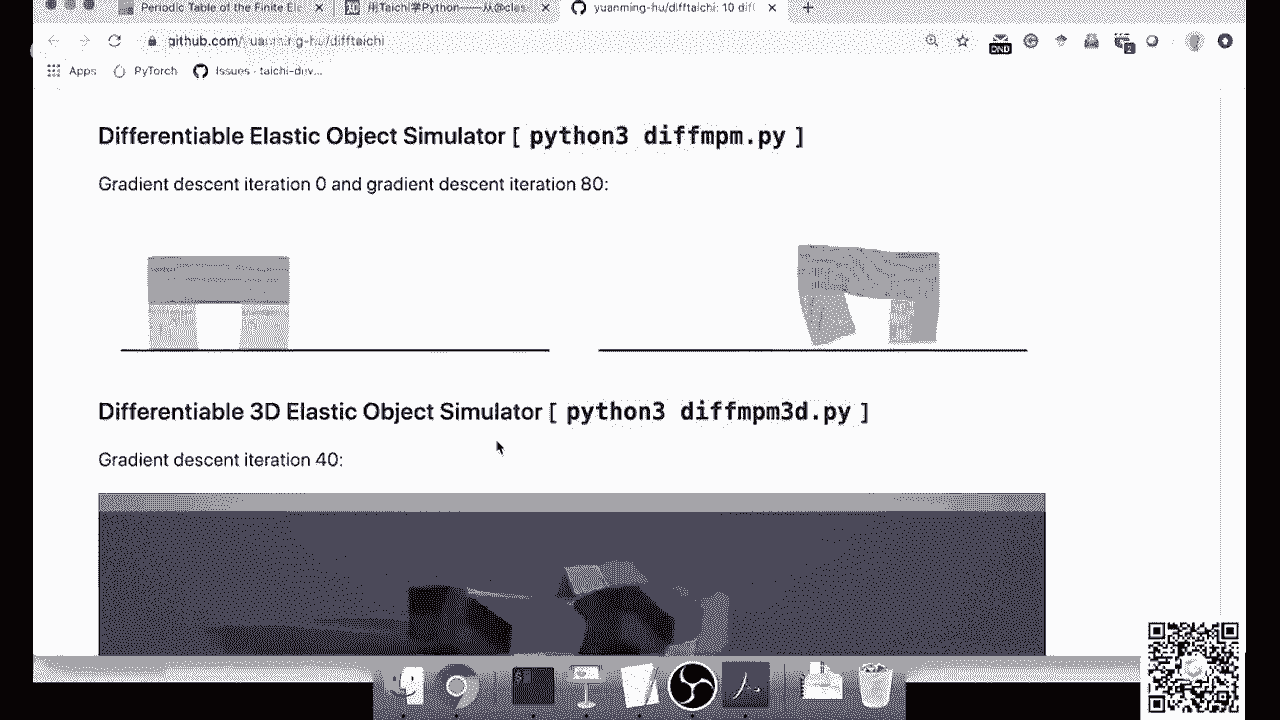 Periodic Table of the Finite Ele
用Taichi学Python——从@clas
yuanming-hu/difftaichi: 10 diff
github.com/yuanming-hu/difftaichi
DND
2
Apps
PyTorch
Issues · taichi-dev...
Differentiable Elastic Object Simulator [ python3 diffmpm.py ]
Gradient descent iteration 0 and gradient descent iteration 80:
Differentiable 3D Elastic Object Simulator [ python3 diffmpm3d.py ]
Gradient descent iteration 40: